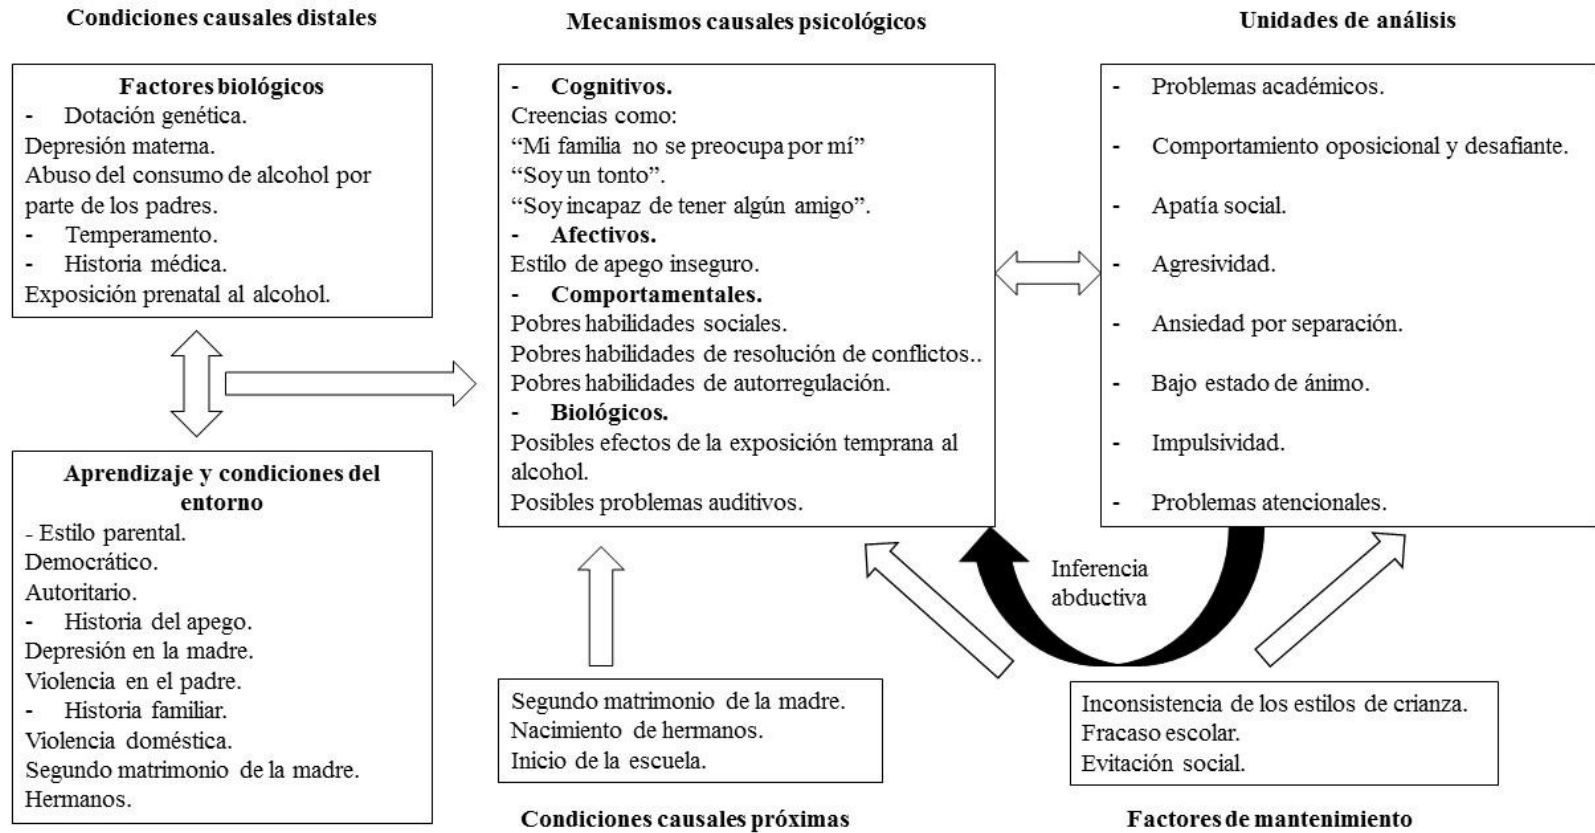 Condiciones causales distales
Factores biológicos
- Dotación genética.
Depresión materna.
Abuso del consumo de alcohol por
parte de los padres.
- Temperamento.
- Historia médica.
Exposición prenatal al alcohol.
Aprendizaje y condiciones del
entorno
- Estilo parental.
Democrático.
Autoritario.
- Historia del apego.
Depresión en la madre.
Violencia en el padre.
- Historia familiar.
Violencia doméstica.
Segundo matrimonio de la madre.
Hermanos.
Mecanismos causales psicológicos
- Cognitivos.
Creencias como:
“Mi familia no se preocupa por mí”
“Soy un tonto”.
“Soy incapaz de tener algún amigo”.
- Afectivos.
Estilo de apego inseguro.
- Comportamentales.
Pobres habilidades sociales.
Pobres habilidades de resolución de conflictos..
Pobres habilidades de autorregulación.
- Biológicos.
Posibles efectos de la exposición temprana al
alcohol.
Posibles problemas auditivos.
Segundo matrimonio de la madre.
Nacimiento de hermanos.
Inicio de la escuela.
Condiciones causales próximas
Unidades de análisis
- Problemas académicos.
- Comportamiento oposicional y desafiante.
- Apatía social.
- Agresividad.
- Ansiedad por separación.
- Bajo estado de ánimo.
- Impulsividad.
- Problemas atencionales.
Inferencia
abductiva
Inconsistencia de los estilos de crianza.
Fracaso escolar.
Evitación social.
Factores de mantenimiento